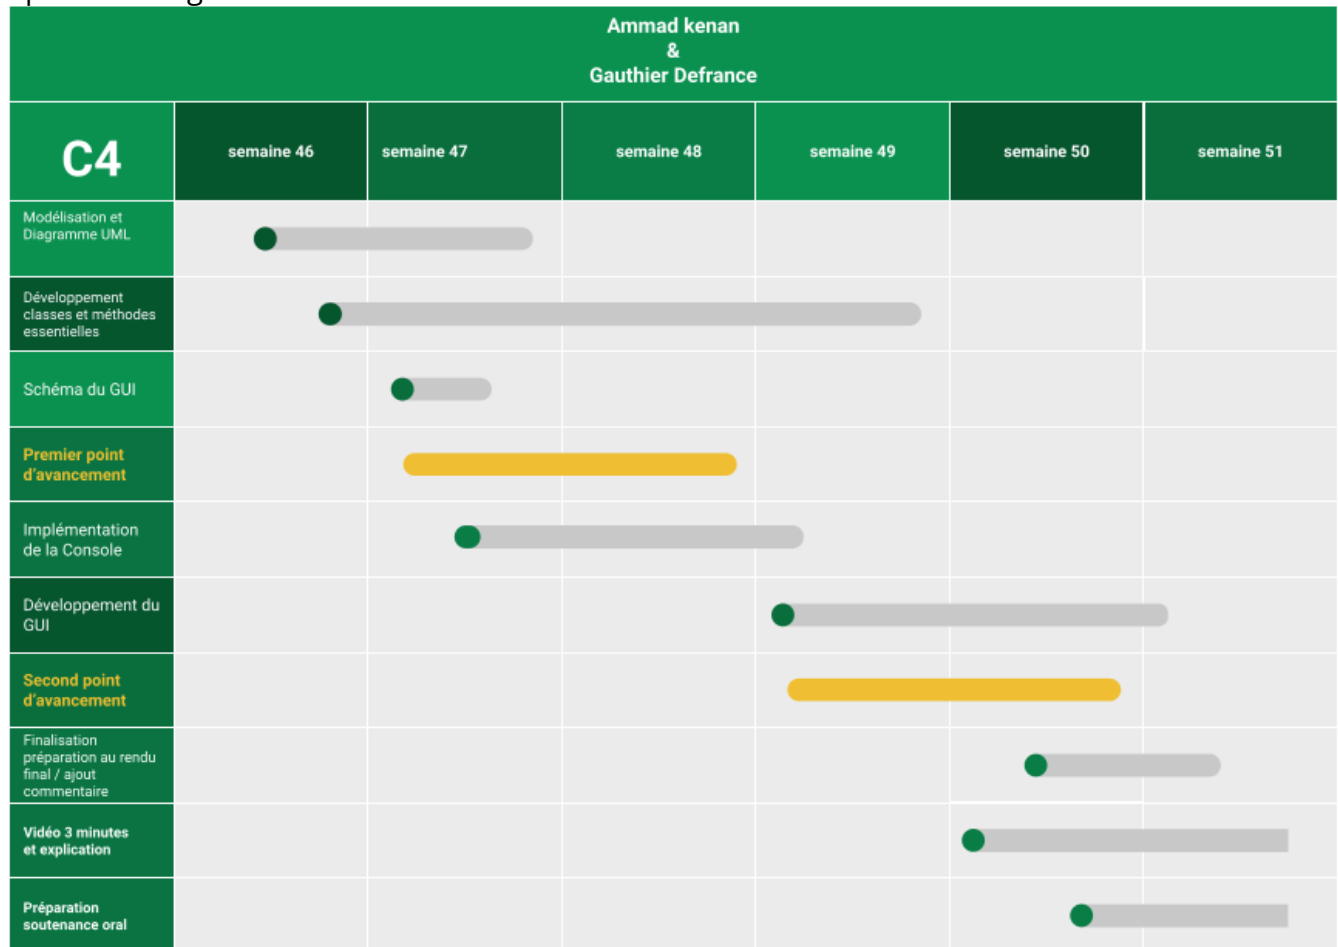 Ammad kenan
&
Gauthier Defrance
C4
semaine 46
semaine 47
semaine 48
semaine 49
semaine 50
semaine 51
Modélisation et
Diagramme UML
Développement
classes et méthodes
essentielles
Schéma du GUI
Premier point
d'avancement
Implémentation
de la Console
Développement du
GUI
Second point
d'avancement
Finalisation
préparation au rendu
final / ajout
commentaire
Vidéo 3 minutes
et explication
Préparation
soutenance oral